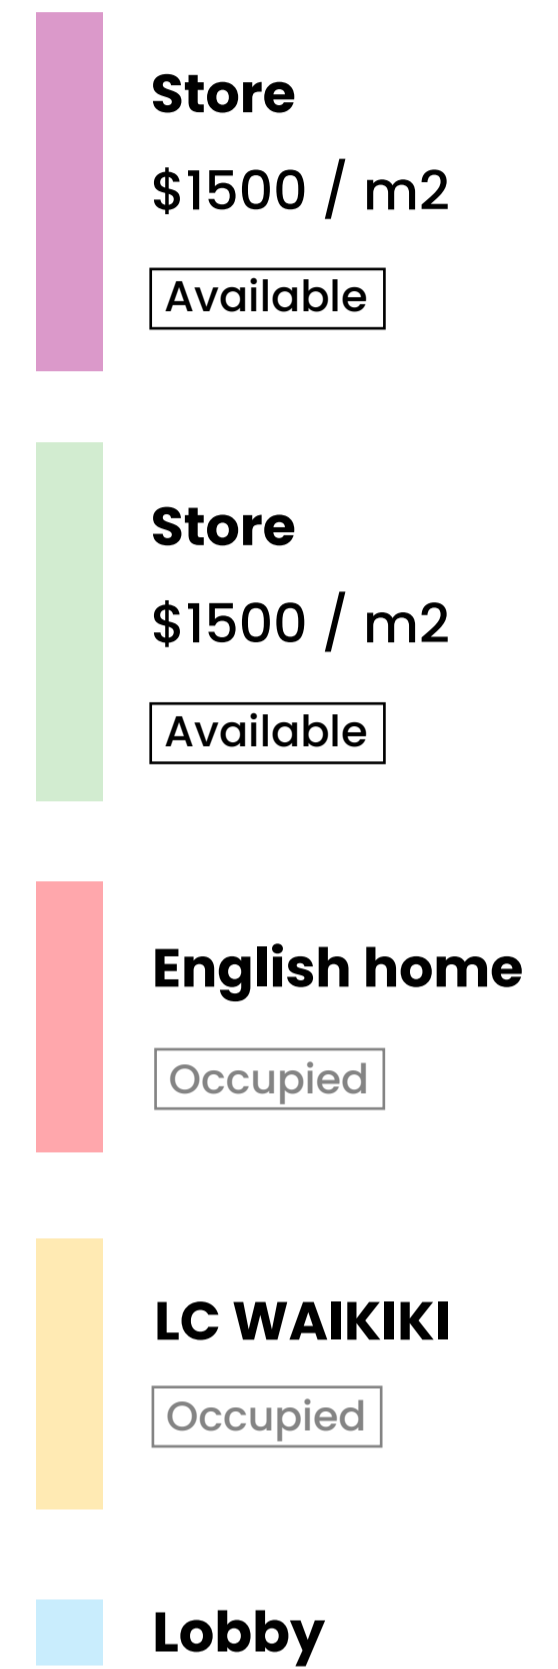 Store
$1500 / m2
Available
Store
$1500 / m2
Available
English home
Occupied
LC WAIKIKI
Occupied
Lobby